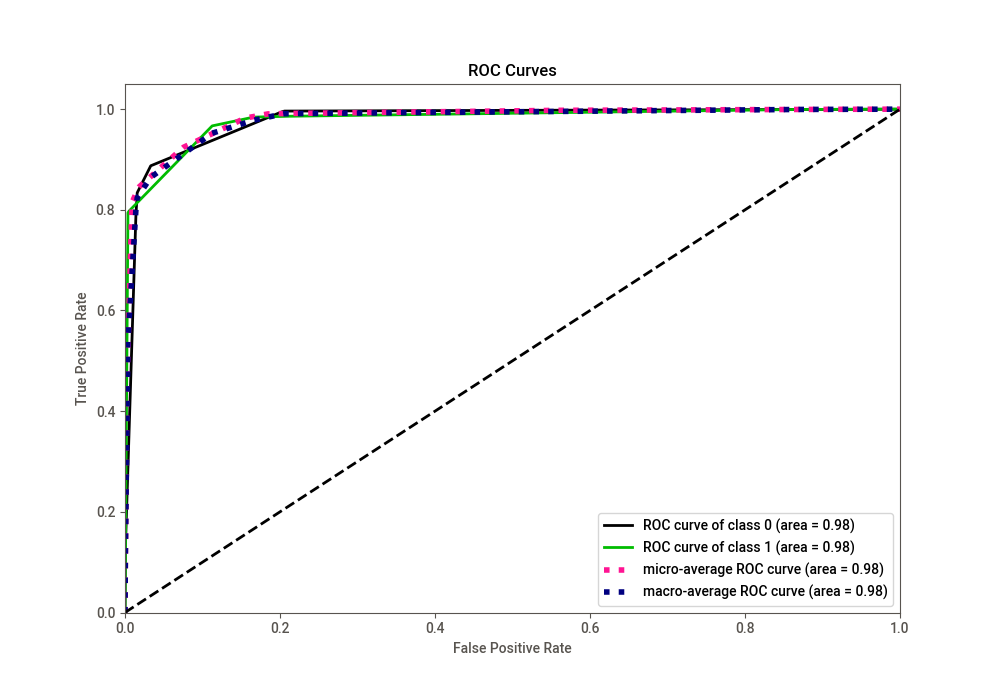 ROC Curves
True Positive Rate
1.0
0.8
0.6
0.4
0.2
0.0
0.0 0.2 0.4 0.6 0.8 1.0
False Positive Rate
ROC curve of class 0 (area = 0.98)
ROC curve of class 1 (area = 0.98)
micro-average ROC curve (area = 0.98)
macro-average ROC curve (area = 0.98)